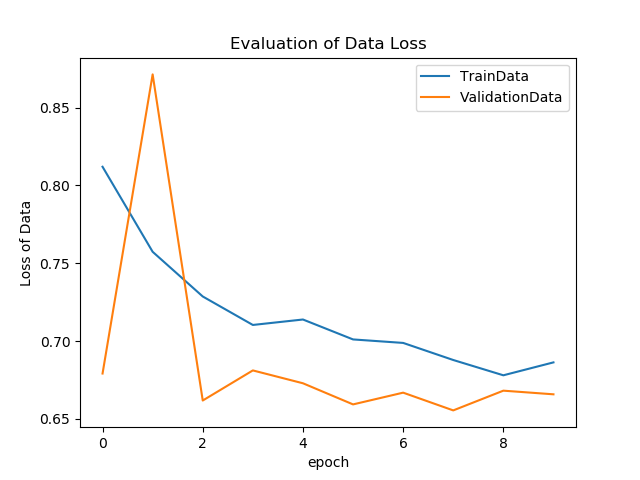 Evaluation of Data Loss
TrainData
ValidationData
0.85
0.80
0.75
0.70
0.65
Loss of Data
0 2 4 6 8
epoch